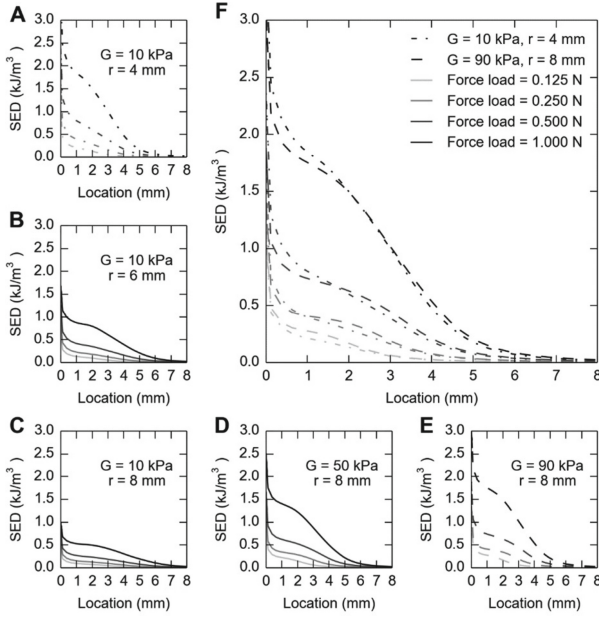 A
G = 10 kPa
r = 4 mm
SED (kJ/m³)
3.0
2.5
2.0
1.5
1.0
0.5
0.0
0 1 2 3 4 5 6 7 8
Location (mm)
B
G = 10 kPa
r = 6 mm
SED (kJ/m³)
3.0
2.5
2.0
1.5
1.0
0.5
0.0
0 1 2 3 4 5 6 7 8
Location (mm)
F
G = 10 kPa, r = 4 mm
G = 90 kPa, r = 8 mm
Force load = 0.125 N
Force load = 0.250 N
Force load = 0.500 N
Force load = 1.000 N
SED (kJ/m³)
3.0
2.5
2.0
1.5
1.0
0.5
0.0
0 1 2 3 4 5 6 7 8
Location (mm)
C
G = 10 kPa
r = 8 mm
SED (kJ/m³)
3.0
2.5
2.0
1.5
1.0
0.5
0.0
0 1 2 3 4 5 6 7 8
Location (mm)
D
G = 50 kPa
r = 8 mm
SED (kJ/m³)
3.0
2.5
2.0
1.5
1.0
0.5
0.0
0 1 2 3 4 5 6 7 8
Location (mm)
E
G = 90 kPa
r = 8 mm
SED (kJ/m³)
3.0
2.5
2.0
1.5
1.0
0.5
0.0
0 1 2 3 4 5 6 7 8
Location (mm)